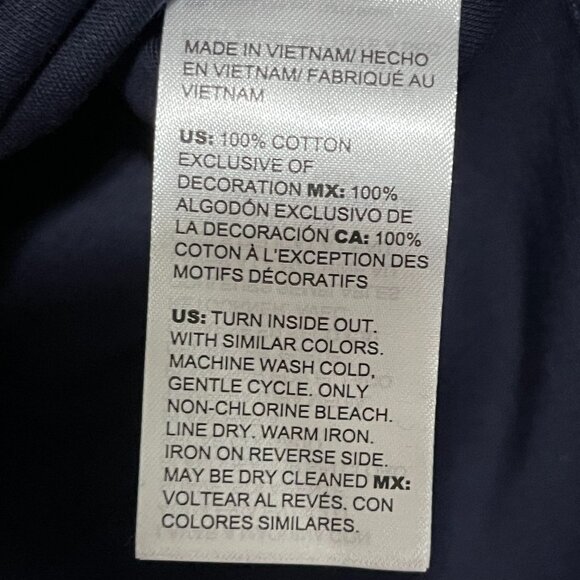 MADE IN VIETNAM/ HECHO
EN VIETNAM/ FABRIQUÉ AU
VIETNAM
US: 100% COTTON
EXCLUSIVE OF
DECORATION MX: 100%
ALGODÓN EXCLUSIVO DE
LA DECORACIÓN CA: 100%
COTON À L'EXCEPTION DES
MOTIFS DÉCORATIFS
US: TURN INSIDE OUT.
WITH SIMILAR COLORS.
MACHINE WASH COLD,
GENTLE CYCLE. ONLY
NON-CHLORINE BLEACH.
LINE DRY. WARM IRON.
IRON ON REVERSE SIDE.
MAY BE DRY CLEANED MX:
VOLTEAR AL REVÉS. CON
COLORES SIMILARES.